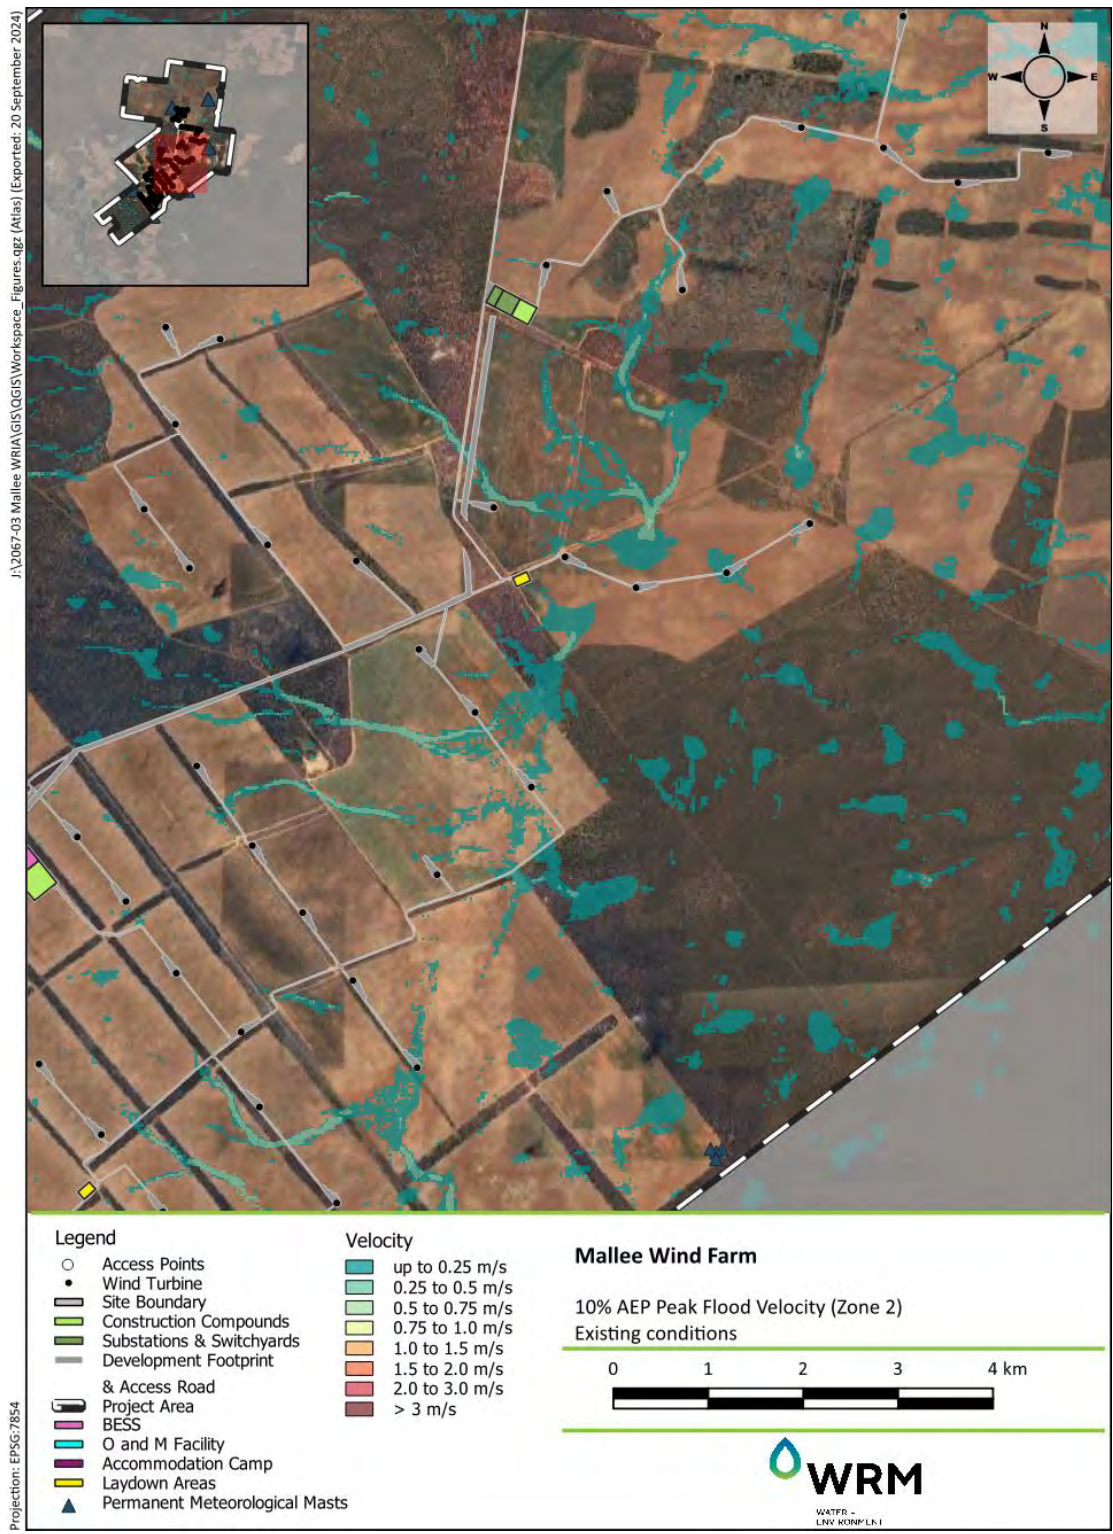 J:\2067-03 Mallee WRIA\GIS\QGIS\Workspace_Figures.qgz (Atlas) (Exported: 20 September 2024)
N
W
E
S
Legend
Access Points
Wind Turbine
Site Boundary
Construction Compounds
Substations & Switchyards
Development Footprint
& Access Road
Project Area
BESS
O and M Facility
Accommodation Camp
Laydown Areas
Permanent Meteorological Masts
Velocity
up to 0.25 m/s
0.25 to 0.5 m/s
0.5 to 0.75 m/s
0.75 to 1.0 m/s
1.0 to 1.5 m/s
1.5 to 2.0 m/s
2.0 to 3.0 m/s
> 3 m/s
Mallee Wind Farm
10% AEP Peak Flood Velocity (Zone 2)
Existing conditions
0 1 2 3 4 km
WRM
WATER +
ENVIRONMENT
Projection: EPSG:7854